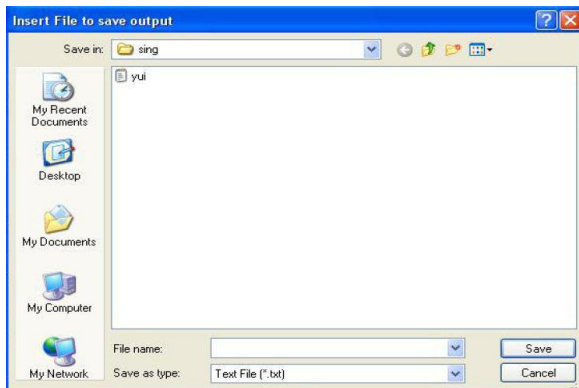 Insert File to save output
Save in: sing
yui
My Recent
Documents
Desktop
My Documents
My Computer
My Network
File name:
Save
Save as type: Text File (*.txt)
Cancel